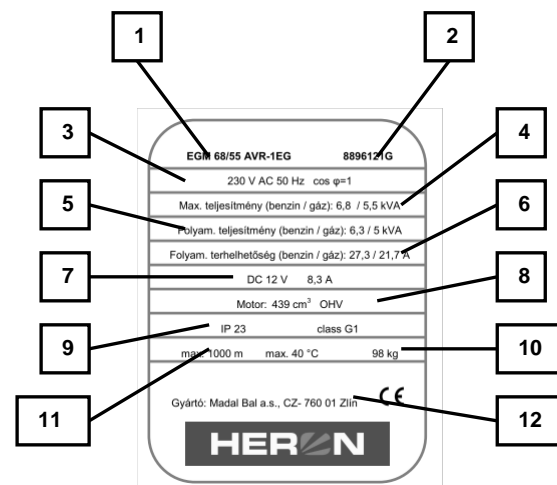 1 2
3 4
EGM 68/55 AVR-1EG 8896121G
230 V AC 50 Hz cos φ=1
Max. teljesítmény (benzin / gáz): 6,8 / 5,5 kVA
5 6
Folyam. teljesítmény (benzin / gáz): 6,3 / 5 kVA
Folyam. terhelhetőség (benzin / gáz): 27,3 / 21,7 A
7 8
DC 12 V 8,3 A
Motor: 439 cm³ OHV
9 10
IP 23 class G1
max. 1000 m max. 40 °C 98 kg
11 12
Gyártó: Madal Bal a.s., CZ- 760 01 Zlín CE
HERON